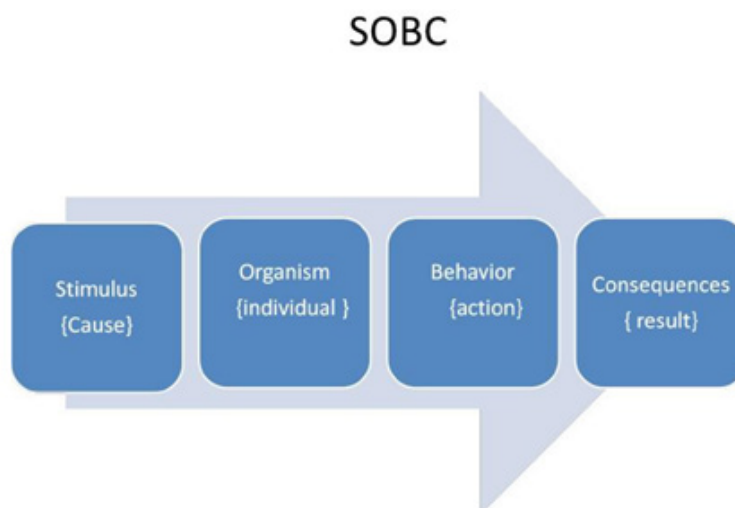 SOBC
Stimulus
{Cause}
Organism
{individual }
Behavior
{action}
Consequences
{ result}